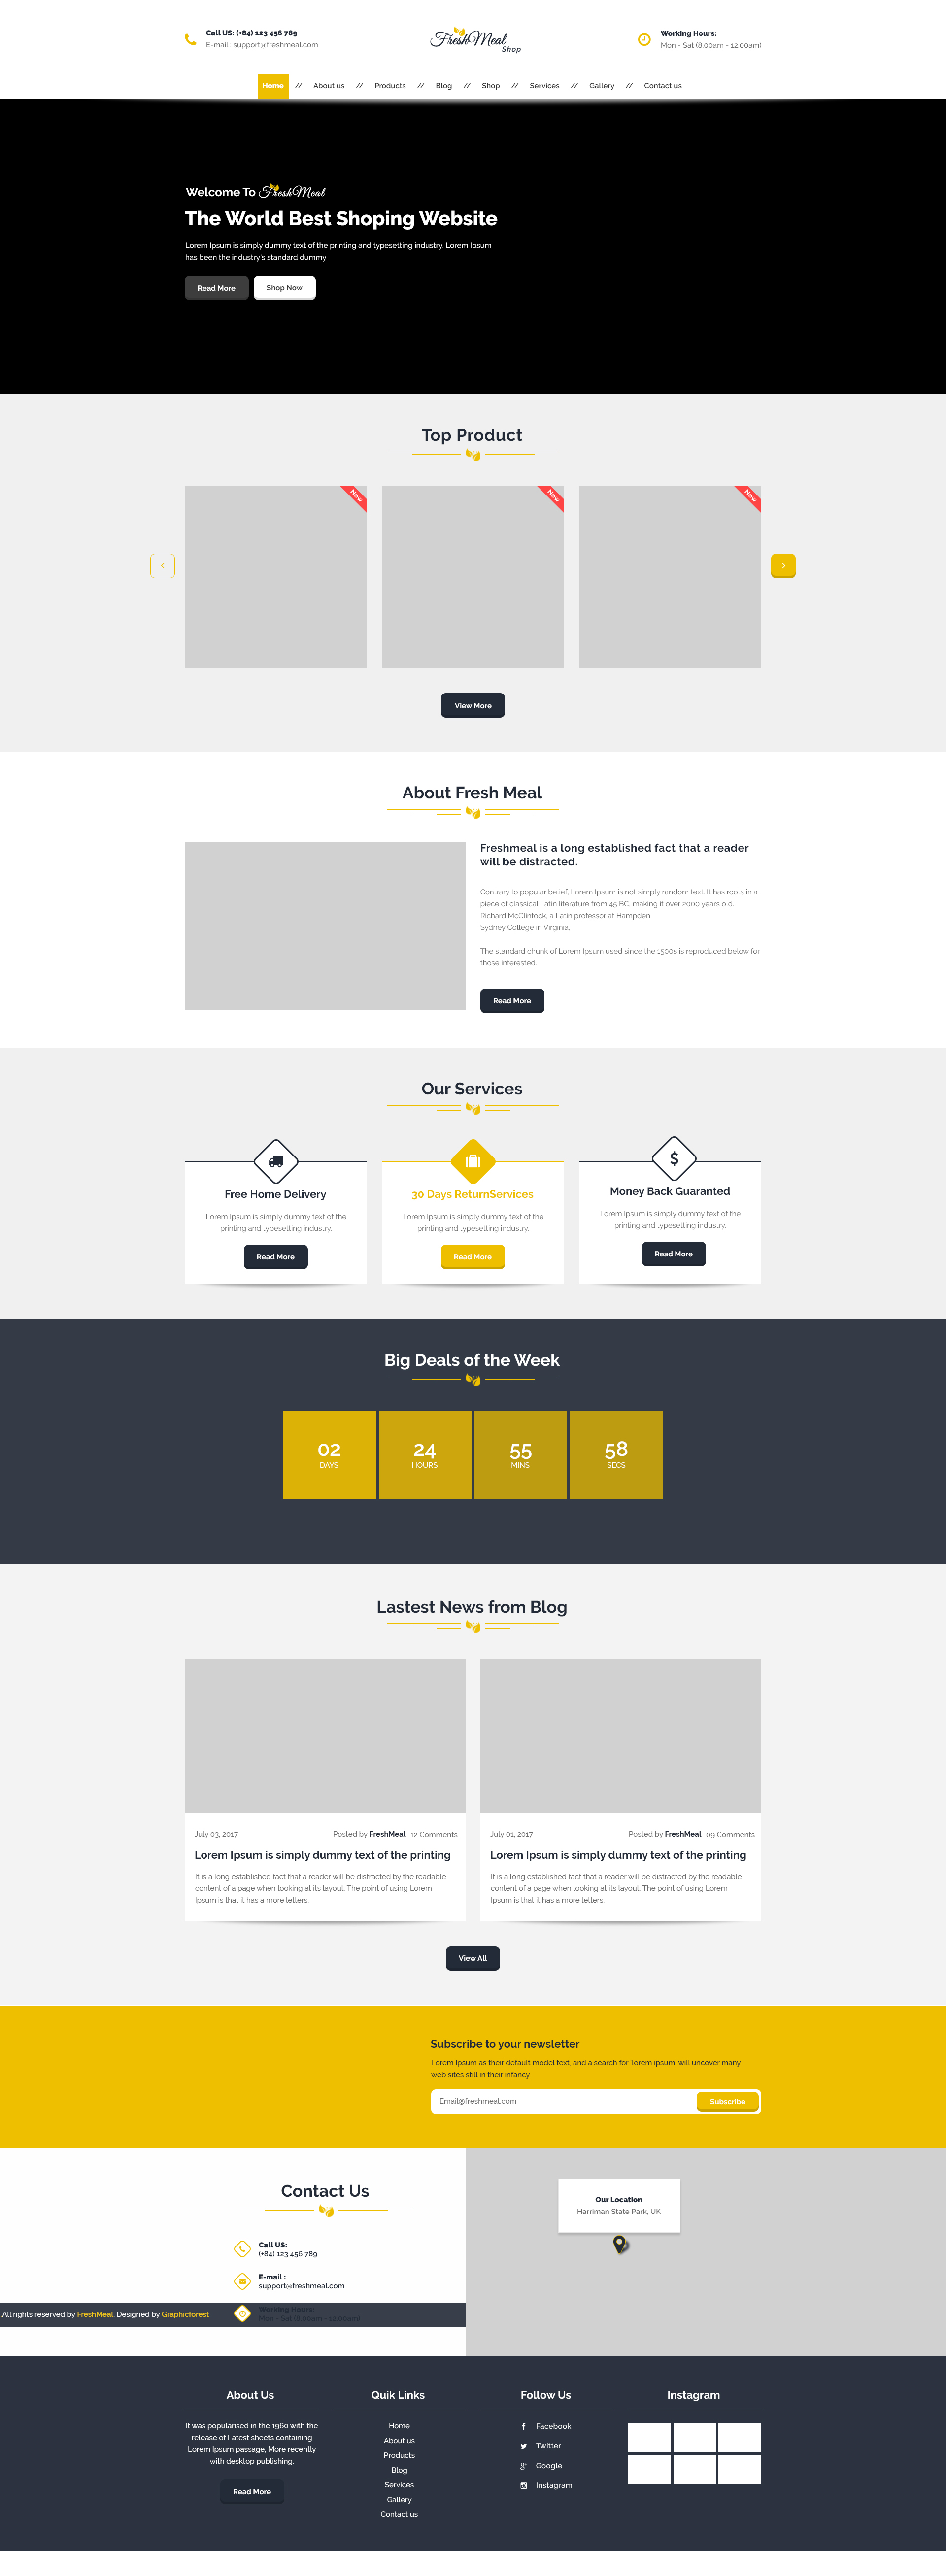 Call US: (+84) 123 456 789
E-mail : support@freshmeal.com
FreshMeal
Shop
Working Hours:
Mon - Sat (8.00am - 12.00am)
Home // About us // Products // Blog // Shop // Services // Gallery // Contact us
Welcome To FreshMeal
The World Best Shoping Website
Lorem Ipsum is simply dummy text of the printing and typesetting industry. Lorem Ipsum
has been the industry's standard dummy.
Read More Shop Now
Top Product
New New New
View More
About Fresh Meal
Freshmeal is a long established fact that a reader
will be distracted.
Contrary to popular belief, Lorem Ipsum is not simply random text. It has roots in a
piece of classical Latin literature from 45 BC, making it over 2000 years old.
Richard McClintock, a Latin professor at Hampden
Sydney College in Virginia,
The standard chunk of Lorem Ipsum used since the 1500s is reproduced below for
those interested.
Read More
Our Services
Free Home Delivery
Lorem Ipsum is simply dummy text of the
printing and typesetting industry.
Read More
30 Days ReturnServices
Lorem Ipsum is simply dummy text of the
printing and typesetting industry.
Read More
$
Money Back Guaranted
Lorem Ipsum is simply dummy text of the
printing and typesetting industry.
Read More
Big Deals of the Week
02 24 55 58
DAYS HOURS MINS SECS
Lastest News from Blog
July 03, 2017 Posted by FreshMeal 12 Comments
Lorem Ipsum is simply dummy text of the printing
It is a long established fact that a reader will be distracted by the readable
content of a page when looking at its layout. The point of using Lorem
Ipsum is that it has a more letters.
July 01, 2017 Posted by FreshMeal 09 Comments
Lorem Ipsum is simply dummy text of the printing
It is a long established fact that a reader will be distracted by the readable
content of a page when looking at its layout. The point of using Lorem
Ipsum is that it has a more letters.
View All
Subscribe to your newsletter
Lorem Ipsum as their default model text, and a search for 'lorem ipsum' will uncover many
web sites still in their infancy.
Email@freshmeal.com Subscribe
Contact Us
Call US:
(+84) 123 456 789
E-mail :
support@freshmeal.com
Working Hours:
Mon - Sat (8.00am - 12.00am)
All rights reserved by FreshMeal. Designed by Graphicforest
Our Location
Harriman State Park, UK
About Us
It was popularised in the 1960 with the
release of Latest sheets containing
Lorem Ipsum passage, More recently
with desktop publishing.
Read More
Quik Links
Home
About us
Products
Blog
Services
Gallery
Contact us
Follow Us
Facebook
Twitter
Google
Instagram
Instagram